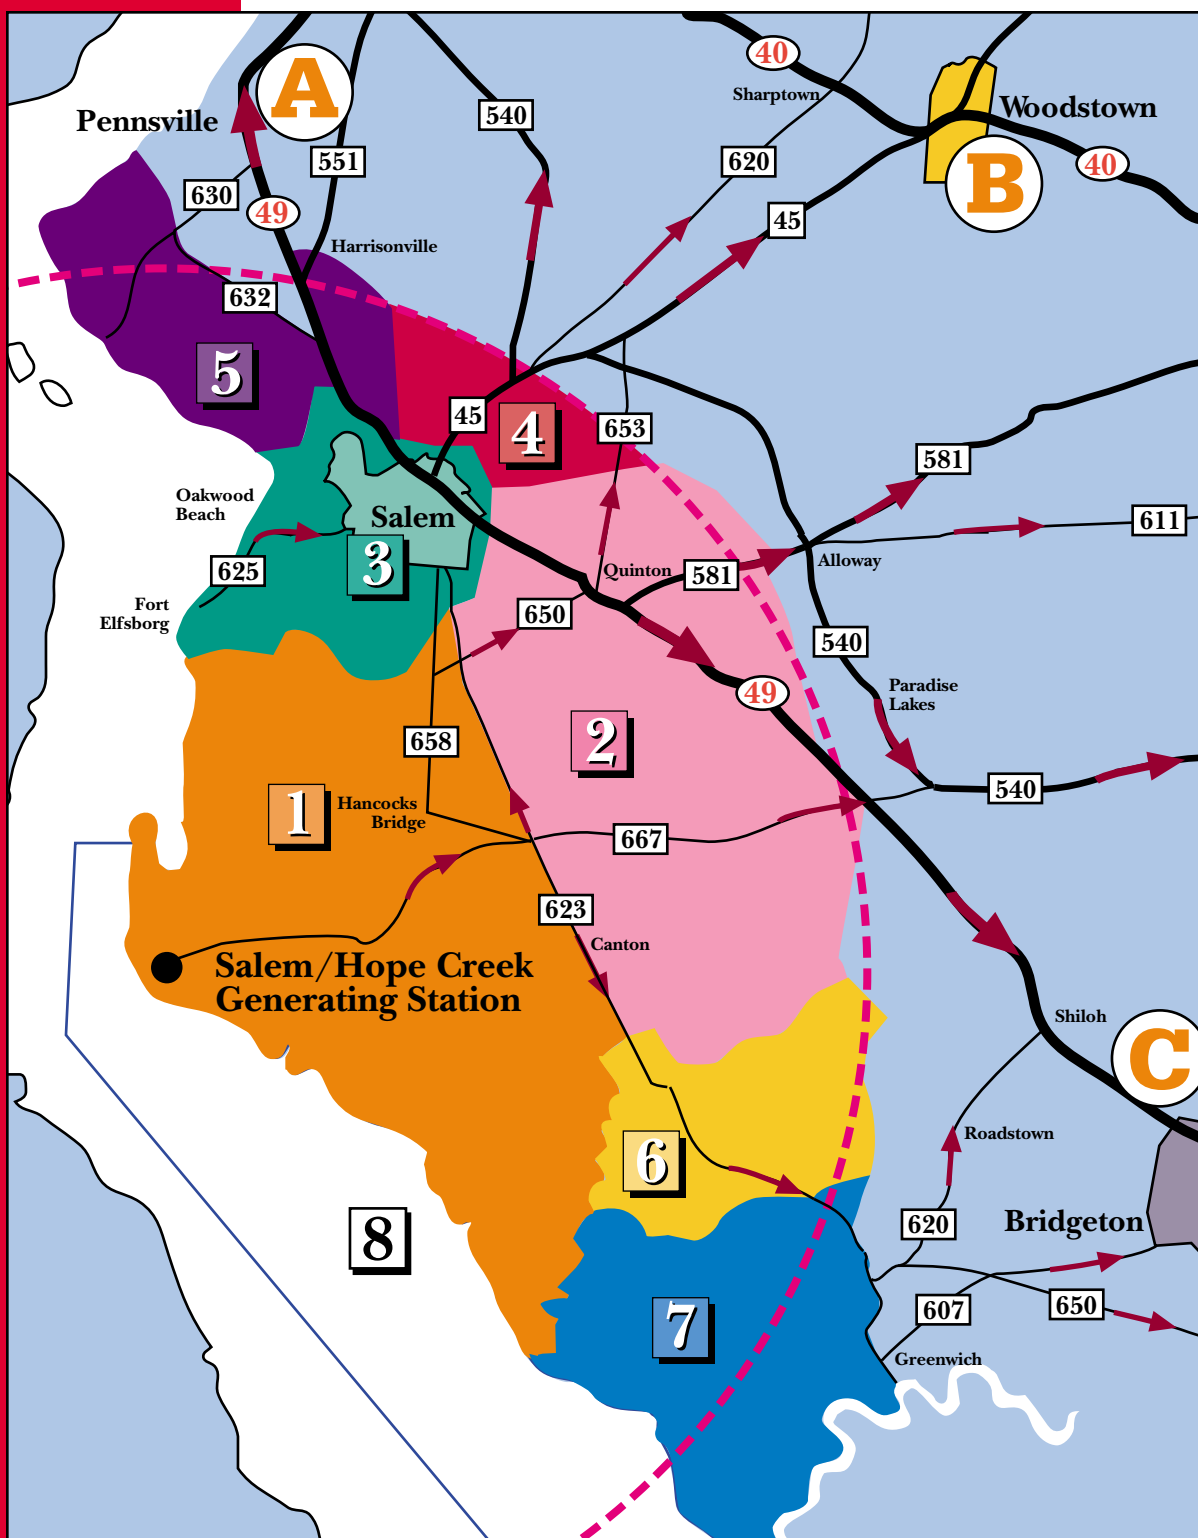 A
40
Sharptown
Woodstown
Pennsville
540
551
620
40
B
630
49
45
Harrisonville
632
5
45
4
653
581
Oakwood
Beach
Salem
611
3
625
Quinton
581
Alloway
Fort
Elfsborg
650
540
49
Paradise
Lakes
658
2
1
Hancocks
Bridge
540
667
623
Canton
Salem/Hope Creek
Generating Station
Shiloh
C
Roadstown
6
8
620
Bridgeton
607
650
7
Greenwich